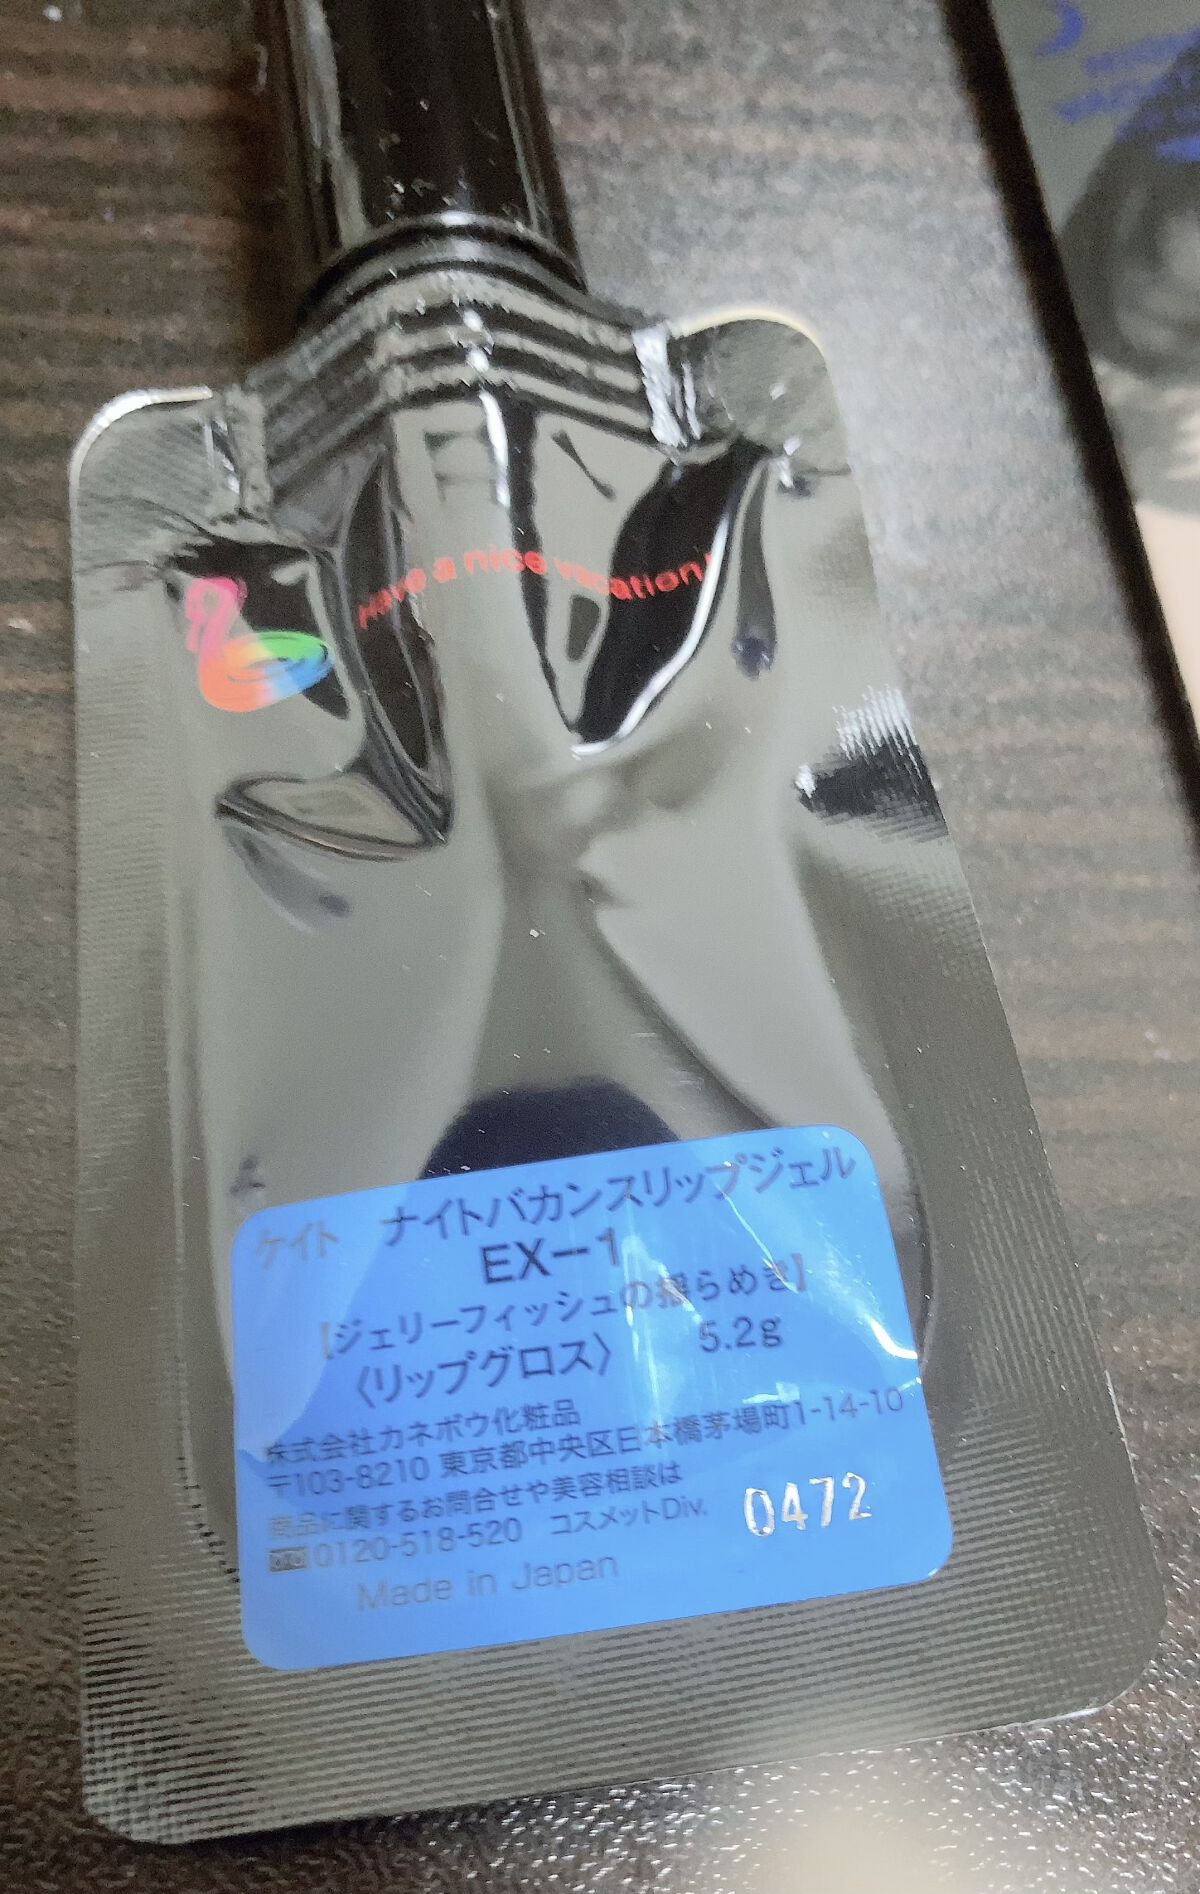 Have a nice vacation!
ケイト ナイトバカンスリップジェル
EX－1
【ジェリーフィッシュの揺らめき】
〈リップグロス〉 5.2g
株式会社カネボウ化粧品
〒103-8210 東京都中央区日本橋茅場町1-14-10
商品に関するお問合せや美容相談は
0120-518-520 コスメットDiv.
0472
Made in Japan